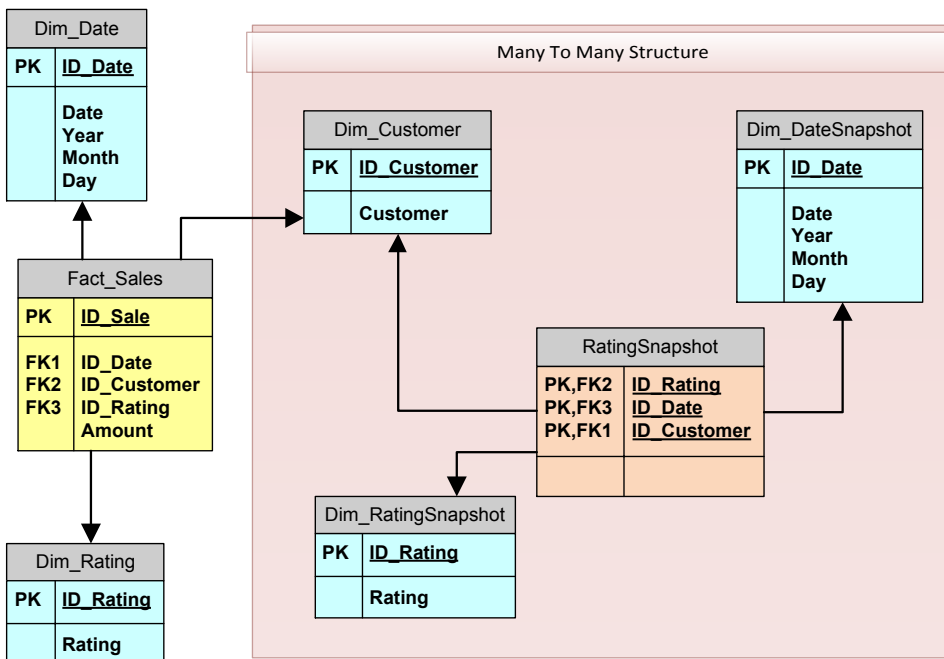 Dim_Date
PK ID_Date
Date
Year
Month
Day
Many To Many Structure
Dim_Customer
PK ID_Customer
Customer
Dim_DateSnapshot
PK ID_Date
Date
Year
Month
Day
Fact_Sales
PK ID_Sale
FK1 ID_Date
FK2 ID_Customer
FK3 ID_Rating
Amount
RatingSnapshot
PK,FK2 ID_Rating
PK,FK3 ID_Date
PK,FK1 ID_Customer
Dim_RatingSnapshot
PK ID_Rating
Rating
Dim_Rating
PK ID_Rating
Rating